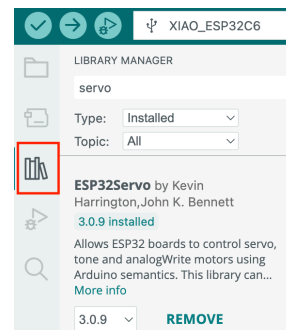 XIAO_ESP32C6
LIBRARY MANAGER
servo
Type: Installed
Topic: All
ESP32Servo by Kevin
Harrington,John K. Bennett
3.0.9 installed
Allows ESP32 boards to control servo,
tone and analogWrite motors using
Arduino semantics. This library can...
More info
3.0.9 REMOVE